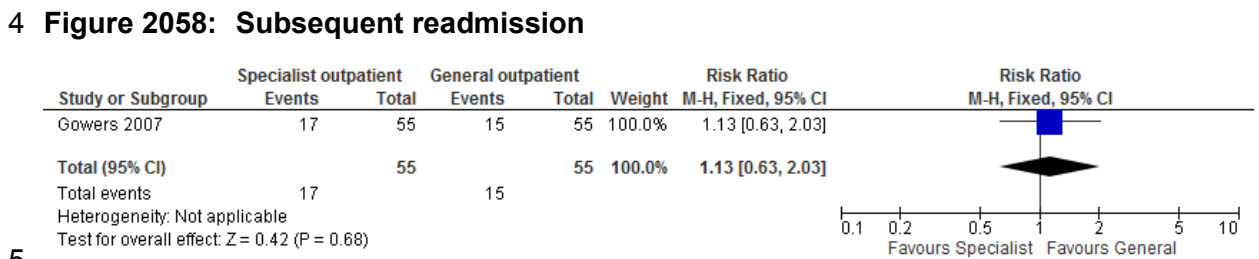 4 Figure 2058: Subsequent readmission
Specialist outpatient General outpatient Risk Ratio Risk Ratio
Study or Subgroup Events Total Events Total Weight M-H, Fixed, 95% CI M-H, Fixed, 95% CI
Gowers 2007 17 55 15 55 100.0% 1.13 [0.63, 2.03]
Total (95% CI) 55 55 100.0% 1.13 [0.63, 2.03]
Total events 17 15
Heterogeneity: Not applicable
Test for overall effect: Z = 0.42 (P = 0.68)
0.1 0.2 0.5 1 2 5 10
Favours Specialist Favours General
5